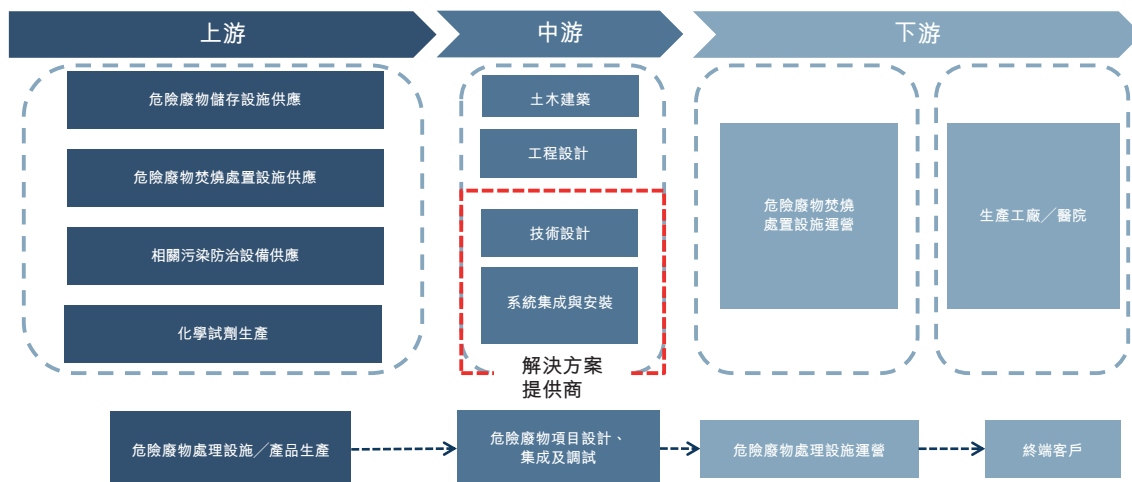 上游
中游
下游
危險廢物儲存設施供應
危險廢物焚燒處置設施供應
相關污染防治設備供應
化學試劑生產
土木建築
工程設計
技術設計
系統集成與安裝
解決方案
提供商
危險廢物焚燒
處置設施運營
生產工廠／醫院
危險廢物處理設施／產品生產
危險廢物項目設計、
集成及調試
危險廢物處理設施運營
終端客戶